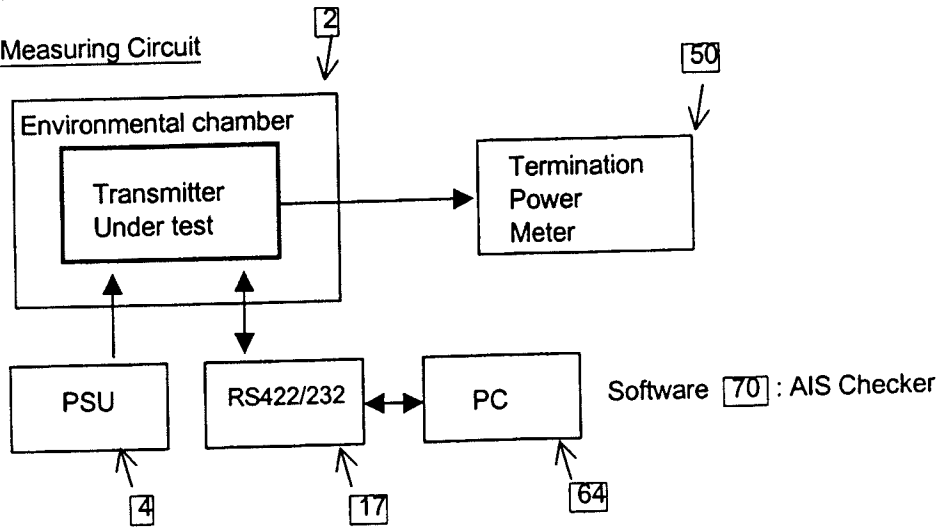 2
Measuring Circuit
50
Environmental chamber
Transmitter
Under test
Termination
Power
Meter
PSU
RS422/232
PC
Software 70 : AIS Checker
4
17
64